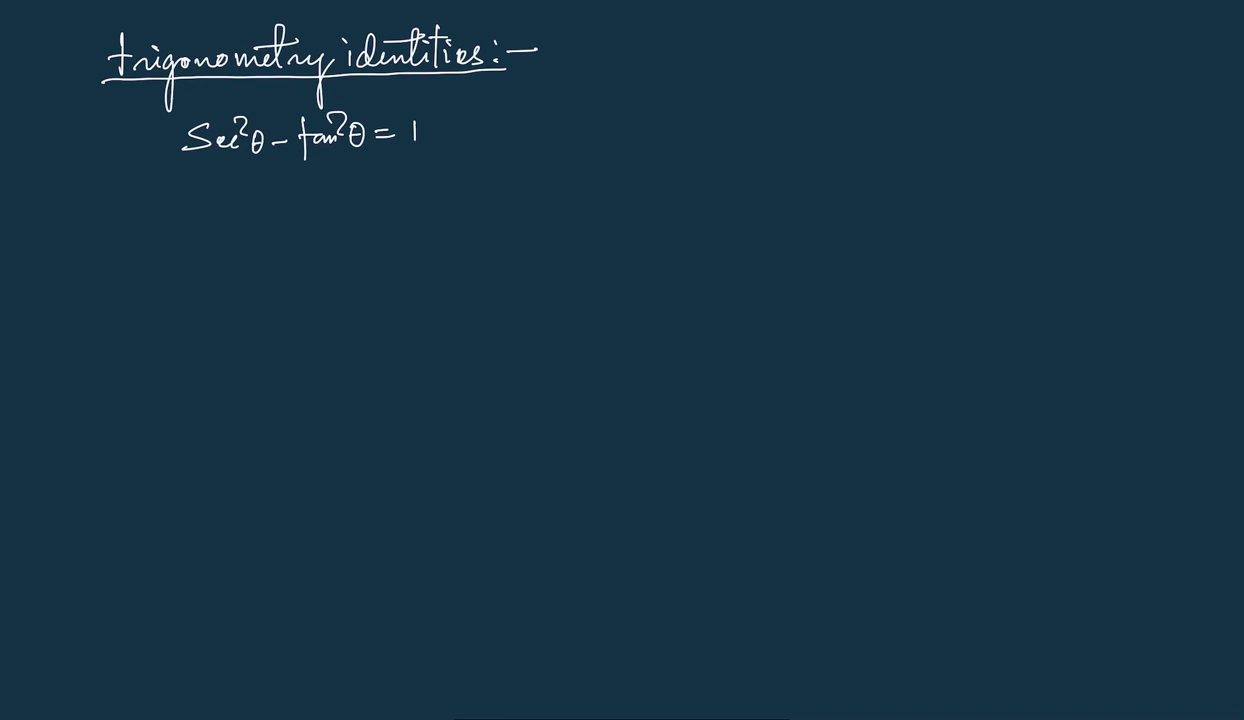 trigonometry identities:-
Sec²θ - tan²θ = 1